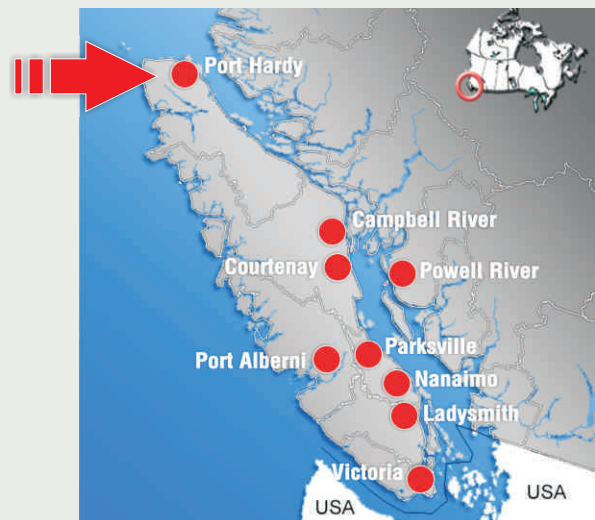 Port Hardy
Campbell River
Courtenay
Powell River
Parksville
Port Alberni
Nanaimo
Ladysmith
Victoria
USA
USA